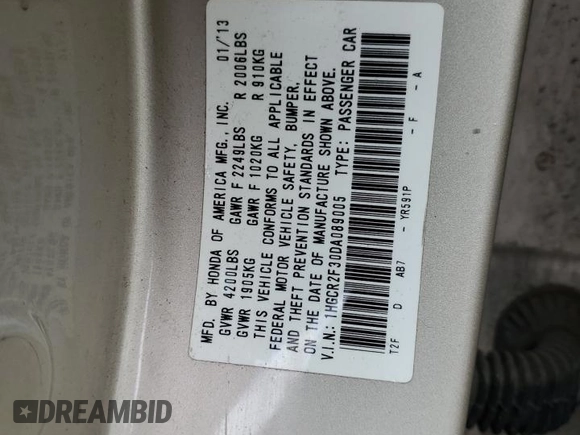 MFD. BY HONDA OF AMERICA MFG., INC. 01/'13
GVWR 4200LBS GAWR F 2249LBS R 2006LBS
GVWR 1905KG GAWR F 1020KG R 910KG
THIS VEHICLE CONFORMS TO ALL APPLICABLE
FEDERAL MOTOR VEHICLE SAFETY, BUMPER,
AND THEFT PREVENTION STANDARDS IN EFFECT
ON THE DATE OF MANUFACTURE SHOWN ABOVE.
V.I.N.: 1HGCR2F30DA089005 TYPE: PASSENGER CAR
T2F D AB7 - YR591P - F - A
DREAMBID